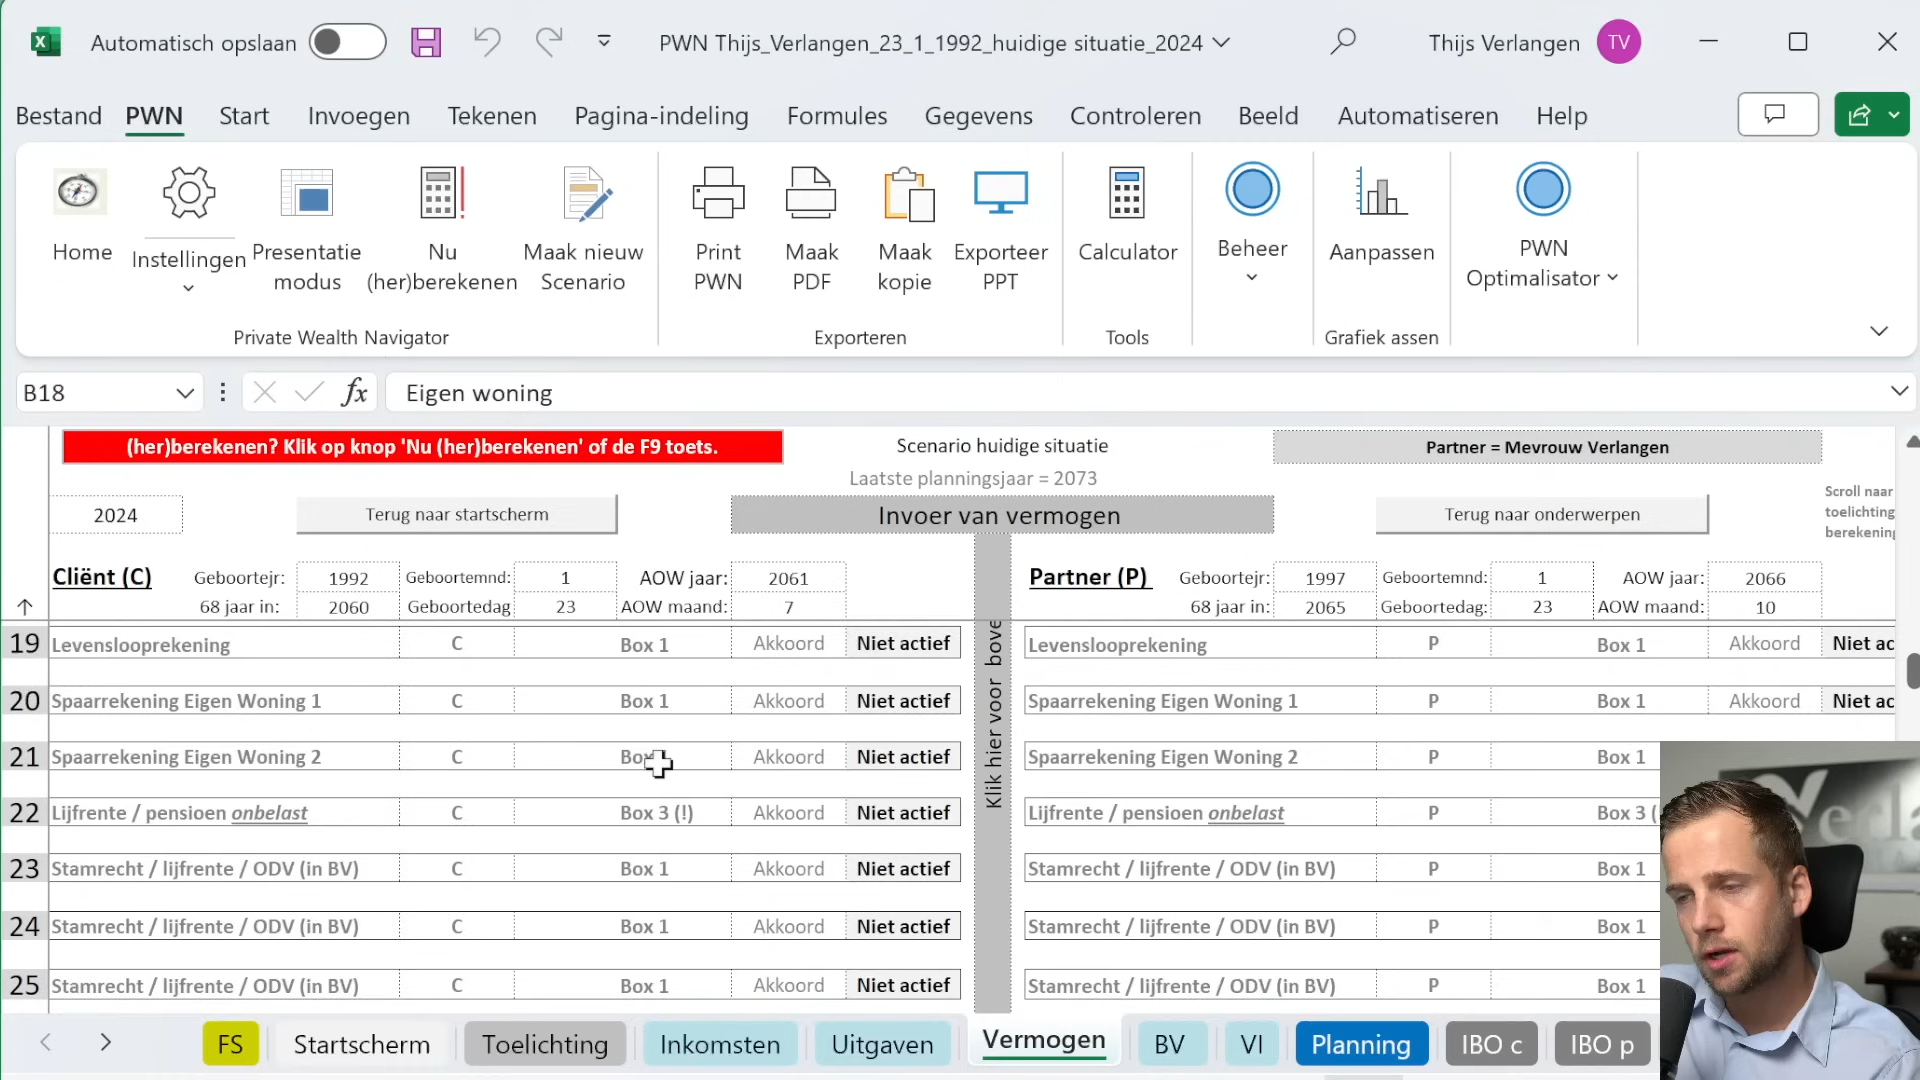 Automatisch opslaan
PWN Thijs_Verlangen_23_1_1992_huidige situatie_2024
Thijs Verlangen
TV
Bestand PWN Start Invoegen Tekenen Pagina-indeling Formules Gegevens Controleren Beeld Automatiseren Help
Home
Instellingen
Presentatie modus
Nu (her)berekenen
Maak nieuw Scenario
Print PWN
Maak PDF
Maak kopie
Exporteer PPT
Calculator
Beheer
Aanpassen
PWN Optimalisator
Private Wealth Navigator
Exporteren
Tools
Grafiek assen
B18
fx
Eigen woning
(her)berekenen? Klik op knop 'Nu (her)berekenen' of de F9 toets.
Scenario huidige situatie
Partner = Mevrouw Verlangen
Laatste planningsjaar = 2073
2024
Terug naar startscherm
Invoer van vermogen
Terug naar onderwerpen
Scroll naar
toelichting
berekening
Cliënt (C) Geboortejr: 1992 Geboortemnd: 1 AOW jaar: 2061
68 jaar in: 2060 Geboortedag 23 AOW maand: 7
Partner (P) Geboortejr: 1997 Geboortemnd: 1 AOW jaar: 2066
68 jaar in: 2065 Geboortedag: 23 AOW maand: 10
Klik hier voor bove
19 Levenslooprekening C Box 1 Akkoord Niet actief Levenslooprekening P Box 1 Akkoord Niet ac
20 Spaarrekening Eigen Woning 1 C Box 1 Akkoord Niet actief Spaarrekening Eigen Woning 1 P Box 1 Akkoord Niet ac
21 Spaarrekening Eigen Woning 2 C Box Akkoord Niet actief Spaarrekening Eigen Woning 2 P Box 1
22 Lijfrente / pensioen onbelast C Box 3 (!) Akkoord Niet actief Lijfrente / pensioen onbelast P Box 3 (
23 Stamrecht / lijfrente / ODV (in BV) C Box 1 Akkoord Niet actief Stamrecht / lijfrente / ODV (in BV) P Box 1
24 Stamrecht / lijfrente / ODV (in BV) C Box 1 Akkoord Niet actief Stamrecht / lijfrente / ODV (in BV) P Box 1
25 Stamrecht / lijfrente / ODV (in BV) C Box 1 Akkoord Niet actief Stamrecht / lijfrente / ODV (in BV) P Box 1
FS Startscherm Toelichting Inkomsten Uitgaven Vermogen BV VI Planning IBO c IBO p